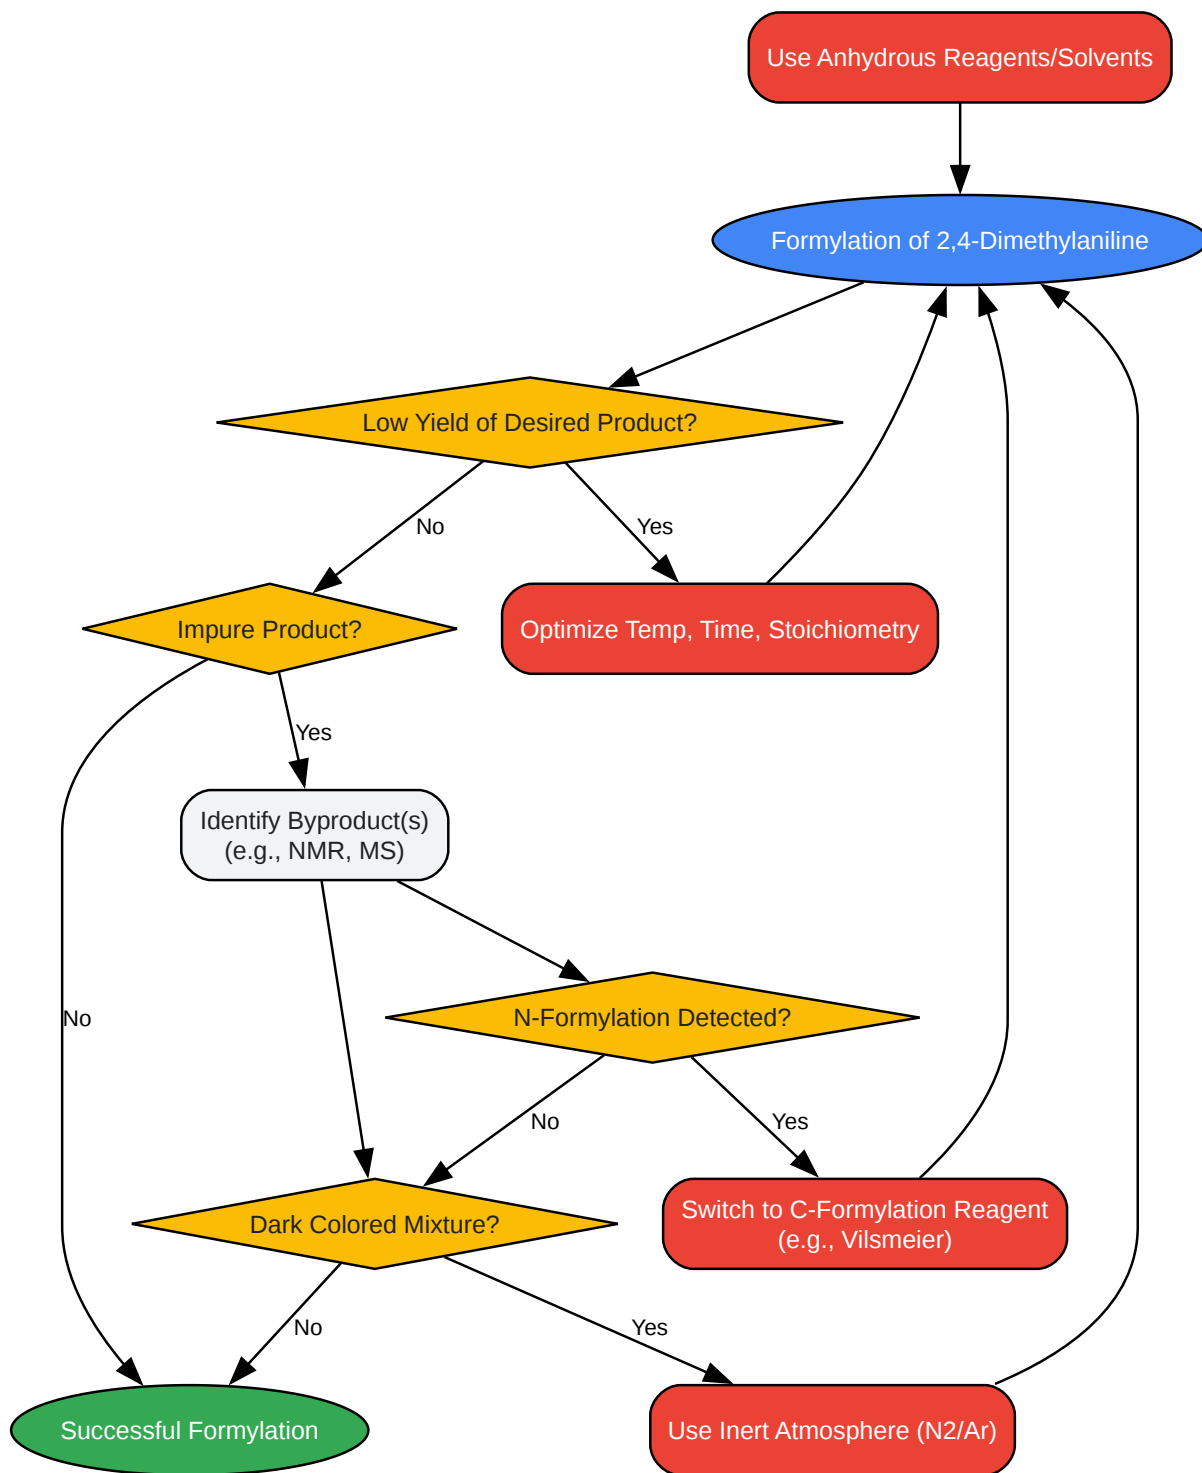 Use Anhydrous Reagents/Solvents
Formylation of 2,4-Dimethylaniline
Low Yield of Desired Product?
No
Yes
Impure Product?
Optimize Temp, Time, Stoichiometry
Yes
Identify Byproduct(s)
(e.g., NMR, MS)
No
N-Formylation Detected?
No
Yes
Dark Colored Mixture?
Switch to C-Formylation Reagent
(e.g., Vilsmeier)
No
Yes
Successful Formylation
Use Inert Atmosphere (N2/Ar)